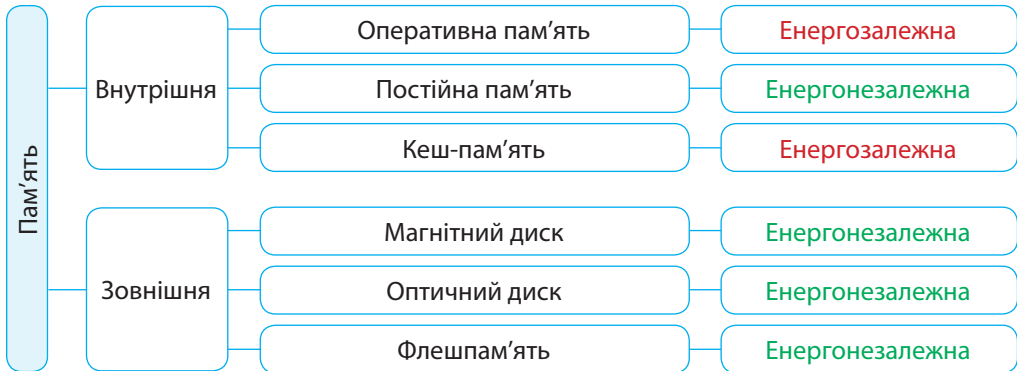 Пам’ять
Внутрішня
Оперативна пам’ять
Енергозалежна
Постійна пам’ять
Енергонезалежна
Кеш-пам’ять
Енергозалежна
Зовнішня
Магнітний диск
Енергонезалежна
Оптичний диск
Енергонезалежна
Флешпам’ять
Енергонезалежна